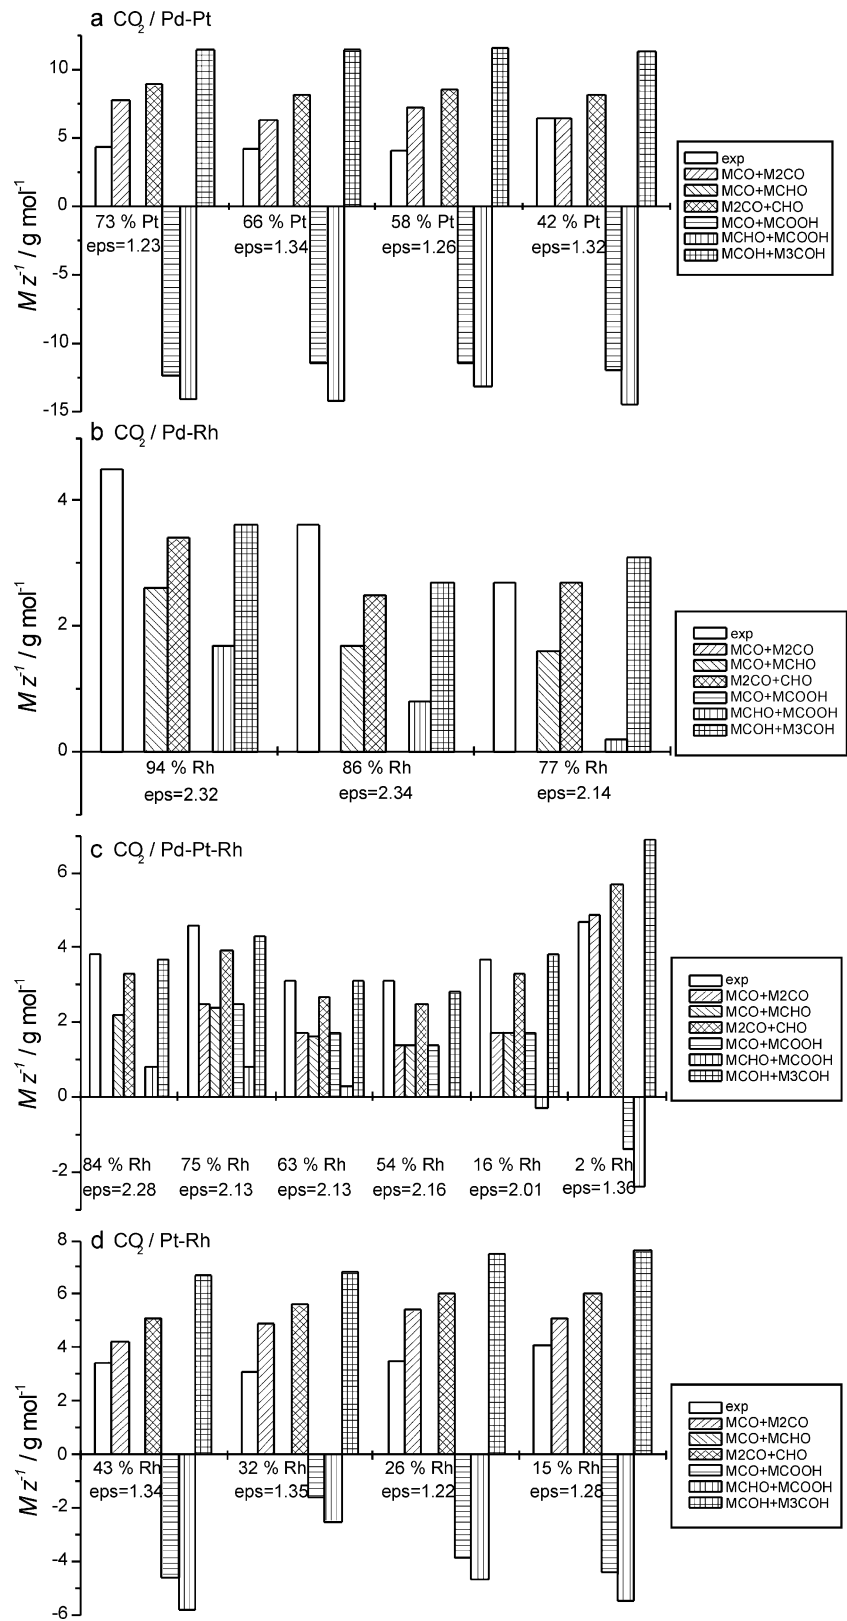 a CO2 / Pd-Pt
10
5
0
-5
-10
-15
M z-1 / g mol-1
73 % Pt
eps=1.23
66 % Pt
eps=1.34
58 % Pt
eps=1.26
42 % Pt
eps=1.32
exp
MCO+M2CO
MCO+MCHO
M2CO+CHO
MCO+MCOOH
MCHO+MCOOH
MCOH+M3COH
b CO2 / Pd-Rh
4
2
0
M z-1 / g mol-1
94 % Rh
eps=2.32
86 % Rh
eps=2.34
77 % Rh
eps=2.14
exp
MCO+M2CO
MCO+MCHO
M2CO+CHO
MCO+MCOOH
MCHO+MCOOH
MCOH+M3COH
c CO2 / Pd-Pt-Rh
6
4
2
0
-2
M z-1 / g mol-1
84 % Rh
eps=2.28
75 % Rh
eps=2.13
63 % Rh
eps=2.13
54 % Rh
eps=2.16
16 % Rh
eps=2.01
2 % Rh
eps=1.36
exp
MCO+M2CO
MCO+MCHO
M2CO+CHO
MCO+MCOOH
MCHO+MCOOH
MCOH+M3COH
d CO2 / Pt-Rh
8
6
4
2
0
-2
-4
-6
M z-1 / g mol-1
43 % Rh
eps=1.34
32 % Rh
eps=1.35
26 % Rh
eps=1.22
15 % Rh
eps=1.28
exp
MCO+M2CO
MCO+MCHO
M2CO+CHO
MCO+MCOOH
MCHO+MCOOH
MCOH+M3COH